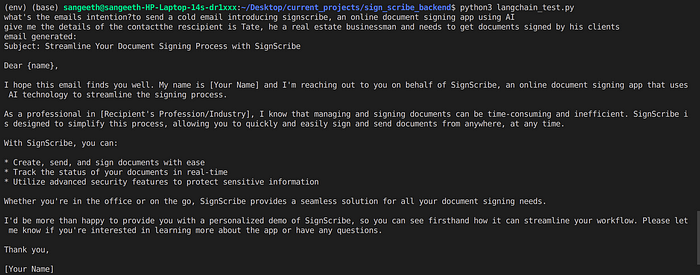 (env) (base) sangeeth@sangeeth-HP-Laptop-14s-dr1xxx:~/Desktop/current_projects/sign_scribe_backend$ python3 langchain_test.py
what's the emails intention?to send a cold email introducing signscribe, an online document signing app using AI
give me the details of the contactthe rescipient is Tate, he a real estate businessman and needs to get documents signed by his clients
email generated:
Subject: Streamline Your Document Signing Process with SignScribe

Dear {name},

I hope this email finds you well. My name is [Your Name] and I'm reaching out to you on behalf of SignScribe, an online document signing app that uses
 AI technology to streamline the signing process.

As a professional in [Recipient's Profession/Industry], I know that managing and signing documents can be time-consuming and inefficient. SignScribe i
s designed to simplify this process, allowing you to quickly and easily sign and send documents from anywhere, at any time.

With SignScribe, you can:

* Create, send, and sign documents with ease
* Track the status of your documents in real-time
* Utilize advanced security features to protect sensitive information

Whether you're in the office or on the go, SignScribe provides a seamless solution for all your document signing needs.

I'd be more than happy to provide you with a personalized demo of SignScribe, so you can see firsthand how it can streamline your workflow. Please let
 me know if you're interested in learning more about the app or have any questions.

Thank you,

[Your Name]